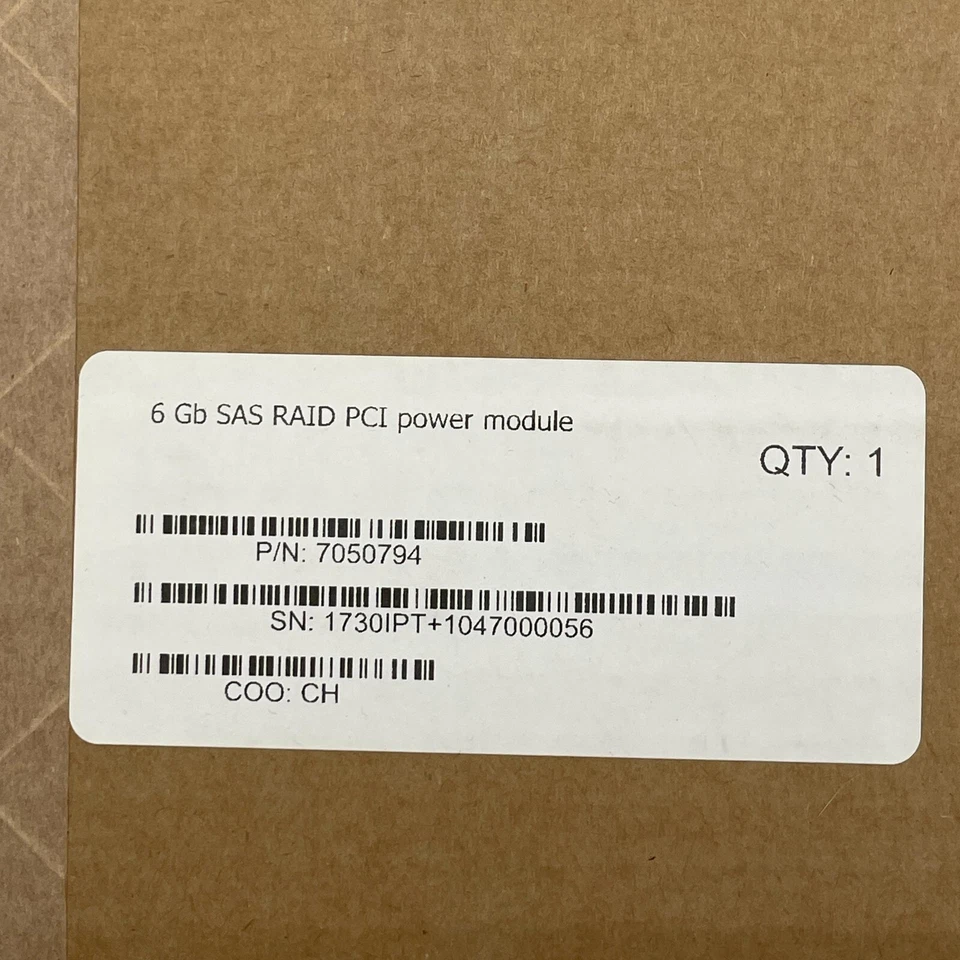 6 Gb SAS RAID PCI power module
QTY: 1
P/N: 7050794
SN: 1730IPT+1047000056
COO: CH